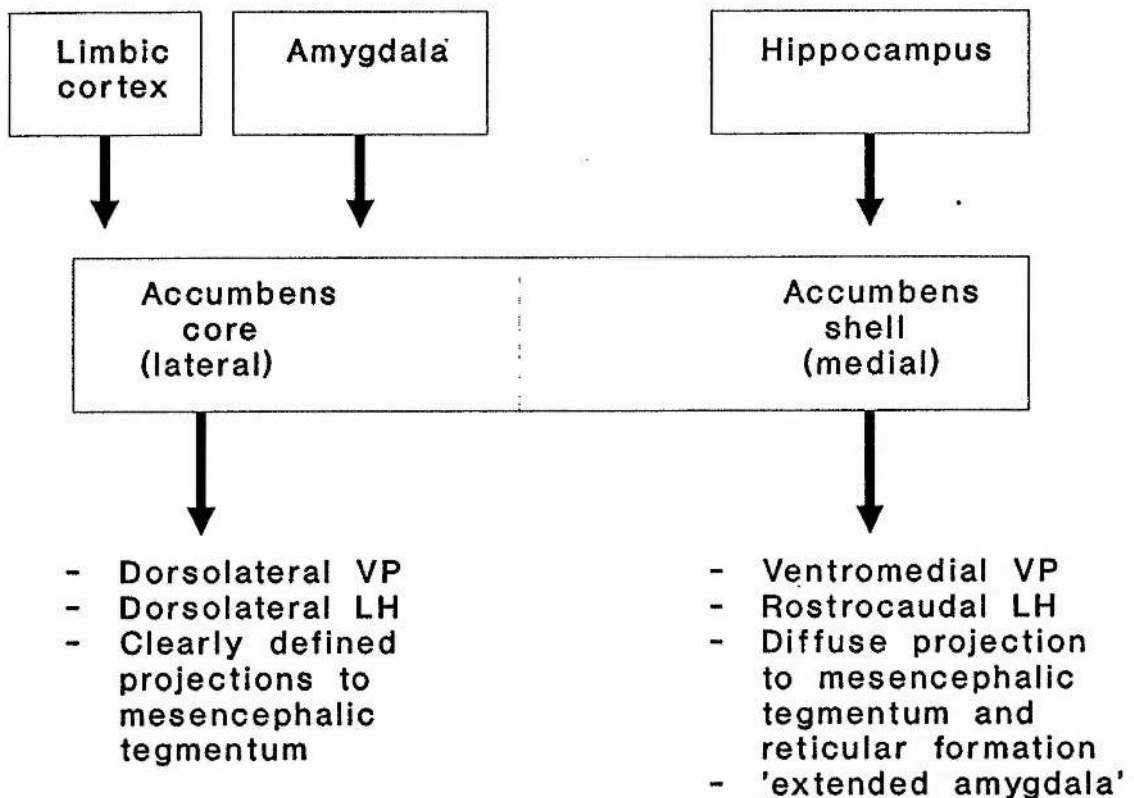 Limbic
cortex
Amygdala
Hippocampus
Accumbens
core
(lateral)
Accumbens
shell
(medial)
- Dorsolateral VP
- Dorsolateral LH
- Clearly defined
projections to
mesencephalic
tegmentum
- Ventromedial VP
- Rostrocaudal LH
- Diffuse projection
to mesencephalic
tegmentum and
reticular formation
- 'extended amygdala'